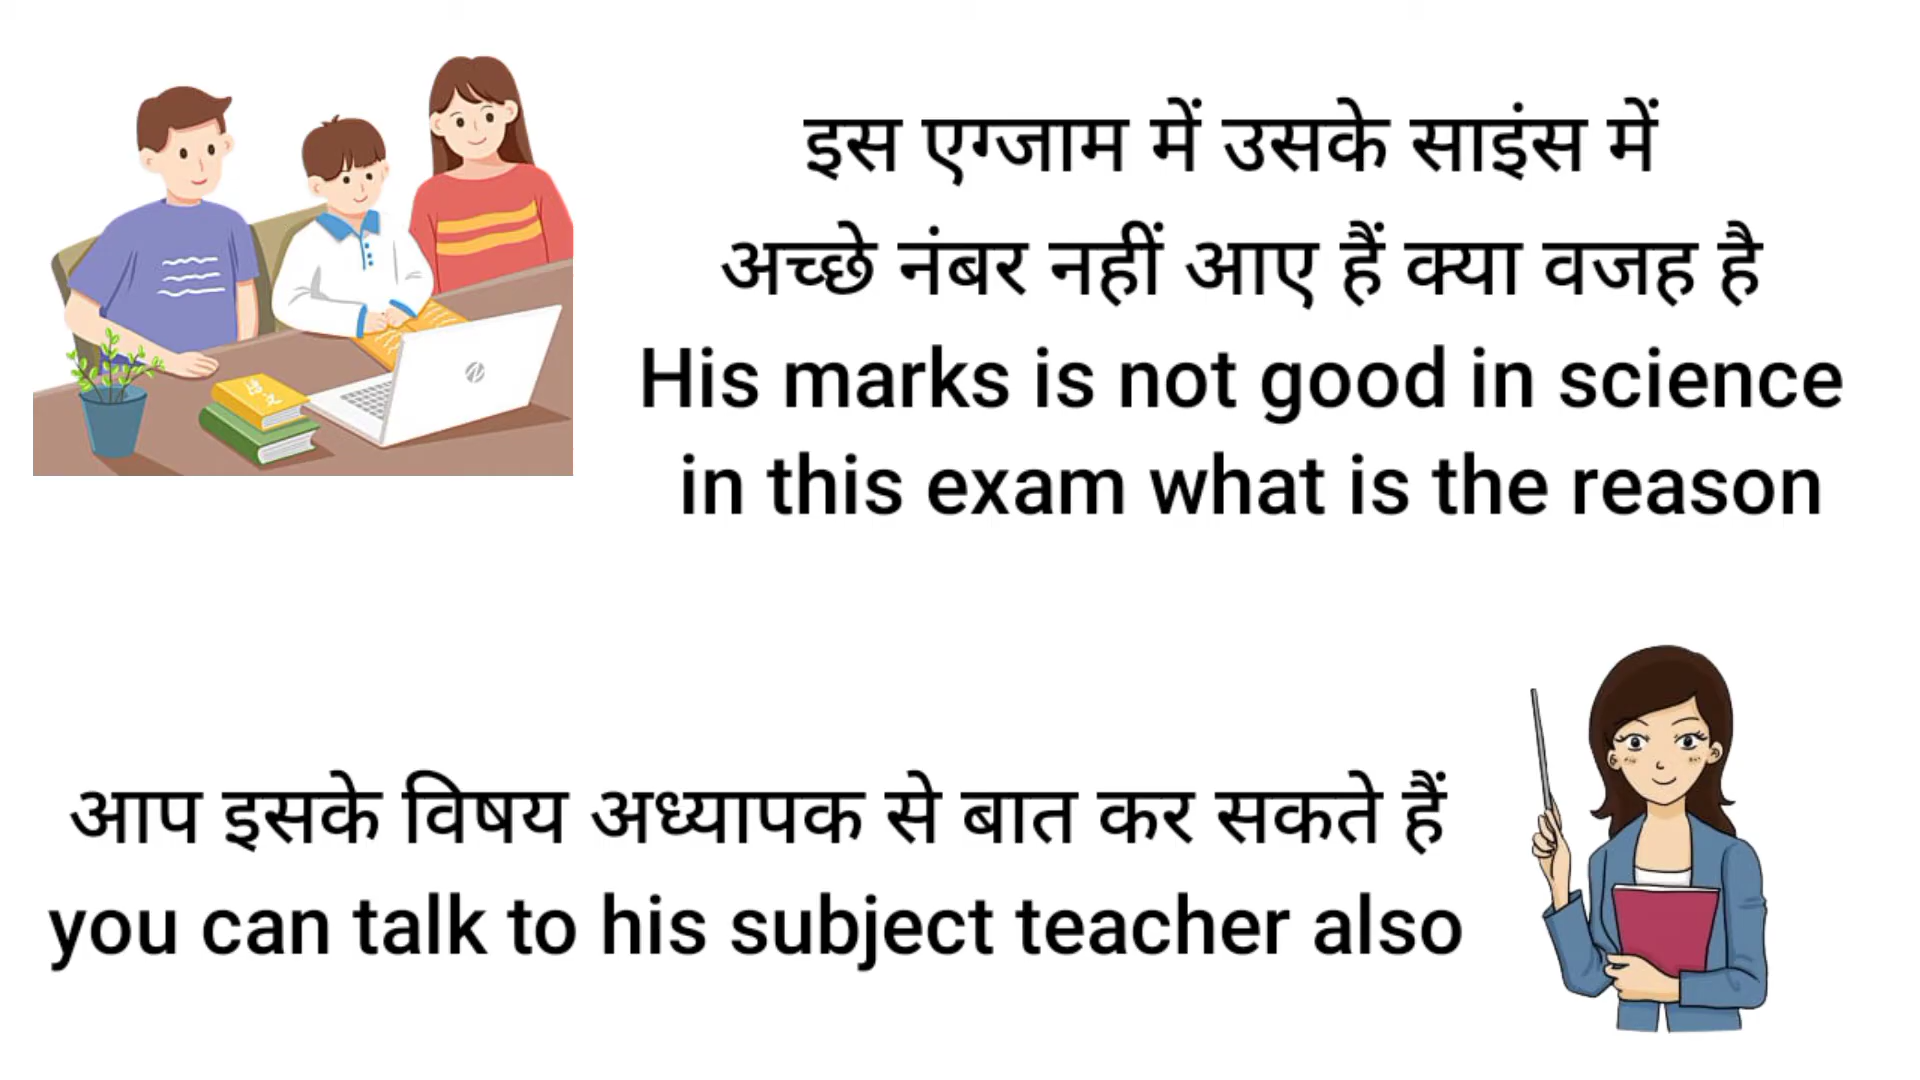 इस एग्जाम में उसके साइंस में
अच्छे नंबर नहीं आए हैं क्या वजह है
His marks is not good in science
in this exam what is the reason
आप इसके विषय अध्यापक से बात कर सकते हैं
you can talk to his subject teacher also